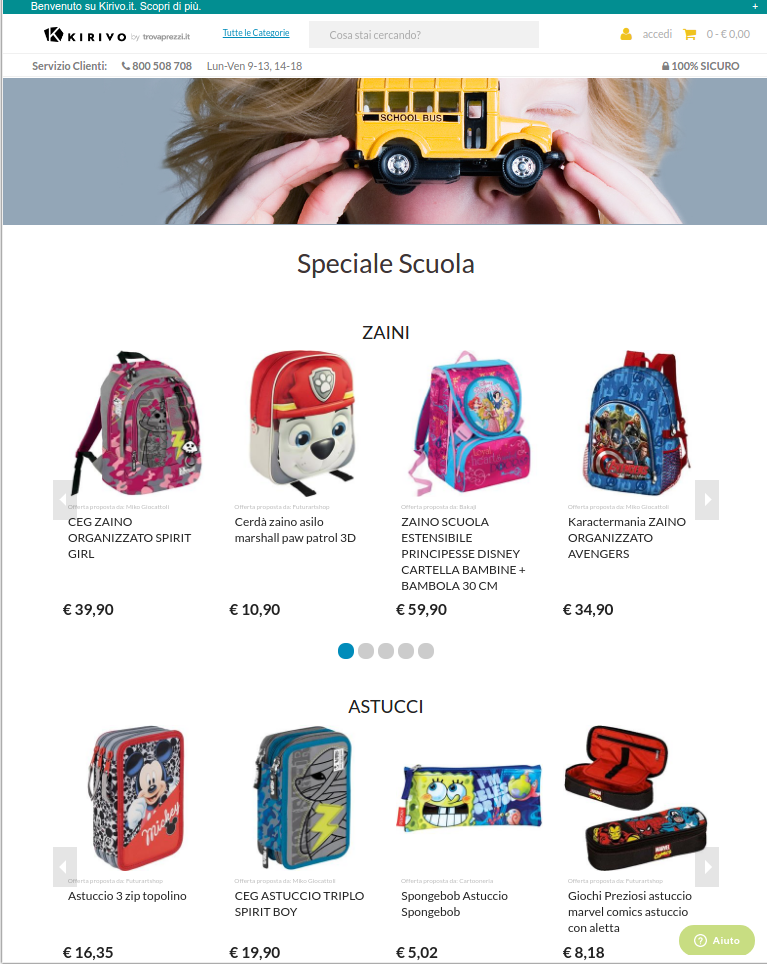 Benvenuto su Kirivo.it. Scopri di più. +
KIRIVO by trovaprezzi.it
Tutte le Categorie
Cosa stai cercando?
accedi
0 - € 0,00
Servizio Clienti: 800 508 708 Lun-Ven 9-13, 14-18
100% SICURO
SCHOOL BUS
Speciale Scuola
ZAINI
Offerta proposta da: Miko Giocattoli
CEG ZAINO
ORGANIZZATO SPIRIT
GIRL
€ 39,90
Offerta proposta da: Futurartshop
Cerdà zaino asilo
marshall paw patrol 3D
€ 10,90
Offerta proposta da: Bakaji
ZAINO SCUOLA
ESTENSIBILE
PRINCIPESSE DISNEY
CARTELLA BAMBINE +
BAMBOLA 30 CM
€ 59,90
Offerta proposta da: Miko Giocattoli
Karactermania ZAINO
ORGANIZZATO
AVENGERS
€ 34,90
ASTUCCI
Mickey
Offerta proposta da: Futurartshop
Astuccio 3 zip topolino
€ 16,35
Offerta proposta da: Miko Giocattoli
CEG ASTUCCIO TRIPLO
SPIRIT BOY
€ 19,90
Offerta proposta da: Cartoaneria
Spongebob Astuccio
Spongebob
€ 5,02
MARVEL
Offerta proposta da: Futurartshop
Giochi Preziosi astuccio
marvel comics astuccio
con aletta
€ 8,18
Aiuto